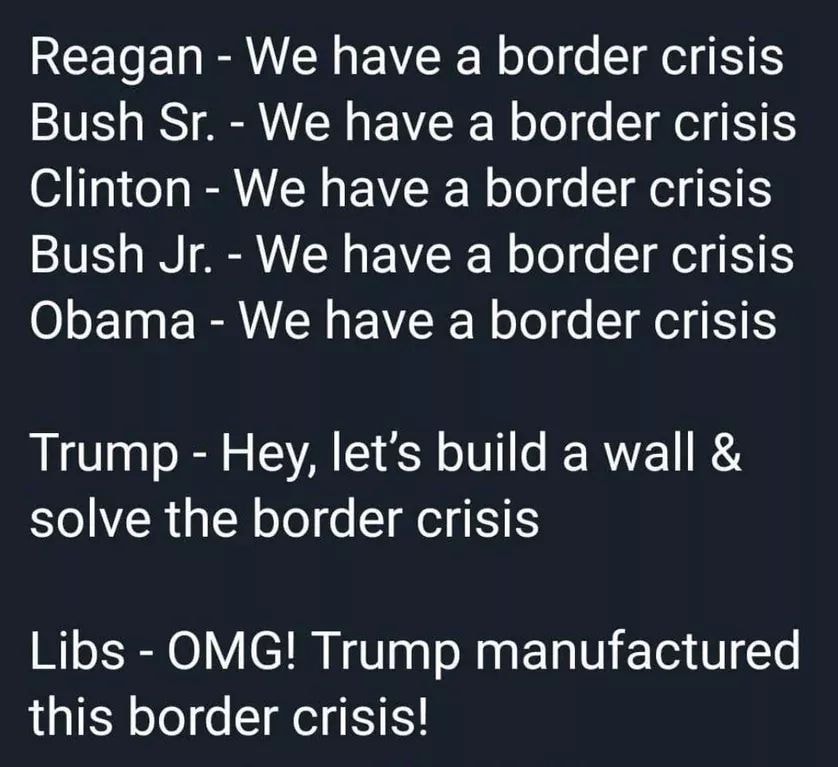 Reagan - We have a border crisis
Bush Sr. - We have a border crisis
Clinton - We have a border crisis
Bush Jr. - We have a border crisis
Obama - We have a border crisis
Trump - Hey, let’s build a wall &
solve the border crisis
Libs - OMG! Trump manufactured
this border crisis!